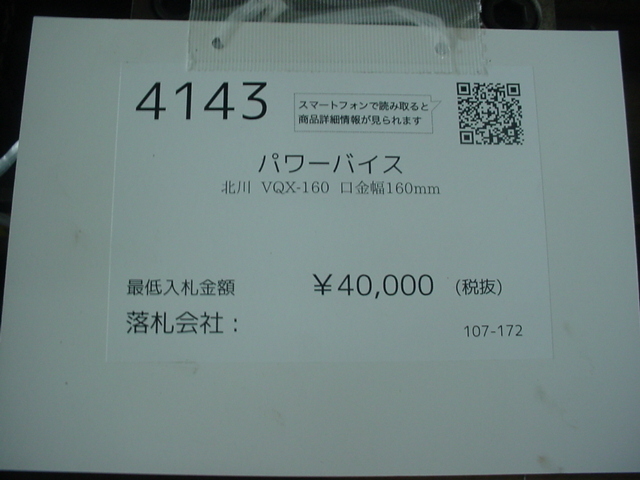 4143
スマートフォンで読み取ると
商品詳細情報が見られます
パワーバイス
北川 VQX-160 口金幅160mm
最低入札金額 ￥40,000 (税抜)
落札会社：
107-172